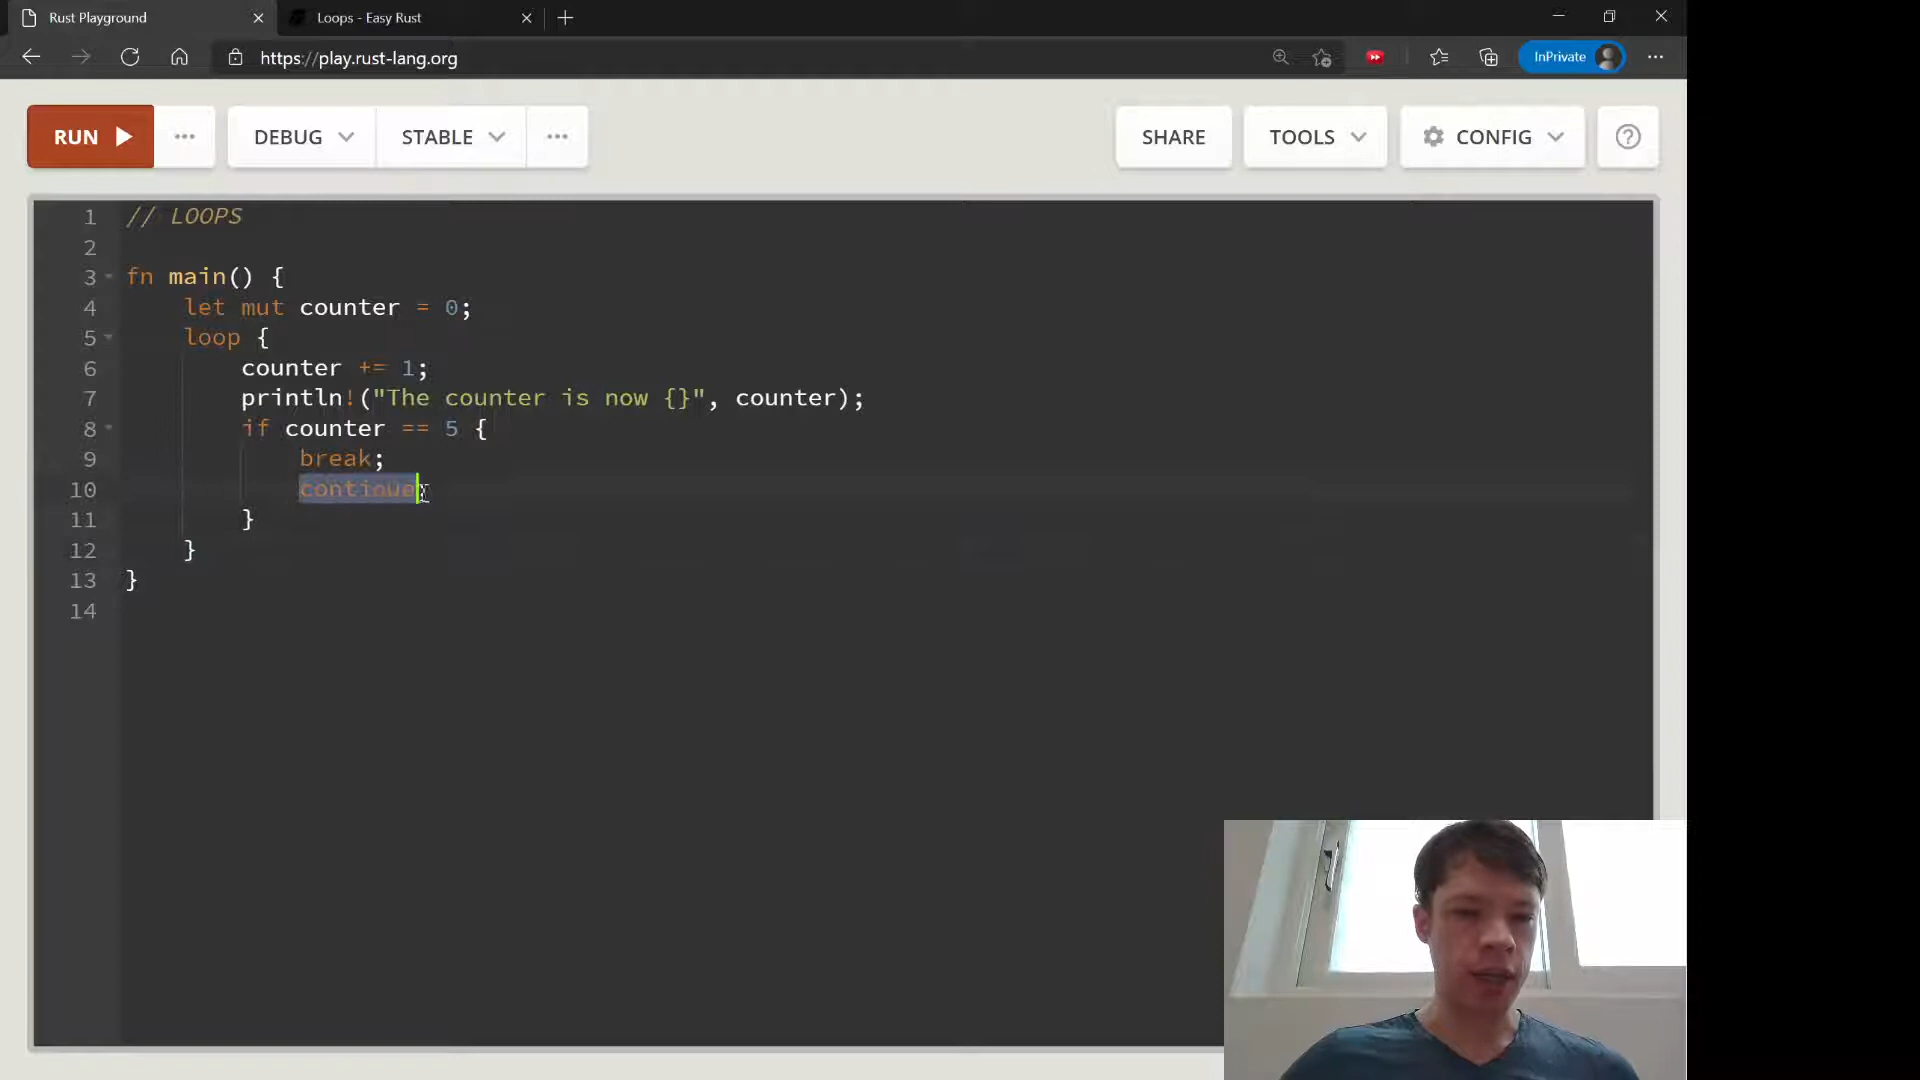 Rust Playground
Loops - Easy Rust
https://play.rust-lang.org
InPrivate
RUN
DEBUG
STABLE
SHARE
TOOLS
CONFIG
1 // LOOPS
2
3 fn main() {
4 let mut counter = 0;
5 loop {
6 counter += 1;
7 println!("The counter is now {}", counter);
8 if counter == 5 {
9 break;
10
11 }
12 }
13 }
14